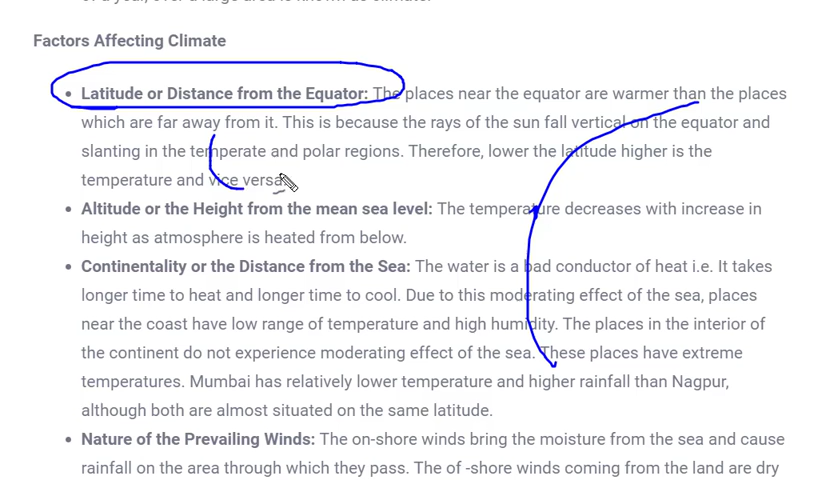 of a year, over a large area is known as climate.
Factors Affecting Climate
• Latitude or Distance from the Equator: The places near the equator are warmer than the places
which are far away from it. This is because the rays of the sun fall vertical on the equator and
slanting in the temperate and polar regions. Therefore, lower the latitude higher is the
temperature and vice versa.
• Altitude or the Height from the mean sea level: The temperature decreases with increase in
height as atmosphere is heated from below.
• Continentality or the Distance from the Sea: The water is a bad conductor of heat i.e. It takes
longer time to heat and longer time to cool. Due to this moderating effect of the sea, places
near the coast have low range of temperature and high humidity. The places in the interior of
the continent do not experience moderating effect of the sea. These places have extreme
temperatures. Mumbai has relatively lower temperature and higher rainfall than Nagpur,
although both are almost situated on the same latitude.
• Nature of the Prevailing Winds: The on-shore winds bring the moisture from the sea and cause
rainfall on the area through which they pass. The of -shore winds coming from the land are dry